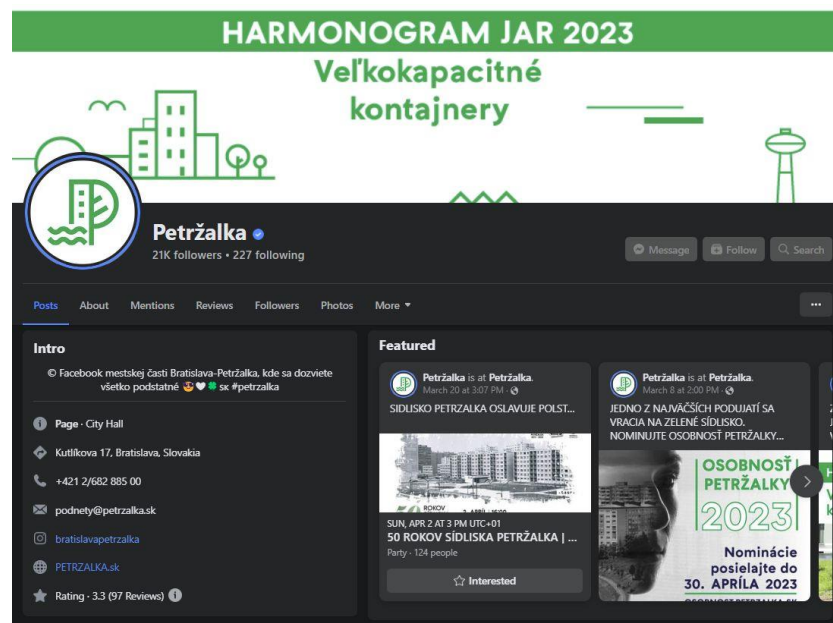 HARMONOGRAM JAR 2023
Veľkokapacitné
kontajnery
Petržalka
21K followers • 227 following
Message
Follow
Search
Posts
About
Mentions
Reviews
Followers
Photos
More
Intro
© Facebook mestskej časti Bratislava-Petržalka, kde sa dozviete
všetko podstatné 😍🤍🍀 sĸ #petrzalka
Page · City Hall
Kutlíkova 17, Bratislava, Slovakia
+421 2/682 885 00
podnety@petrzalka.sk
bratislavapetrzalka
PETRZALKA.sk
Rating · 3.3 (97 Reviews)
Featured
Petržalka is at Petržalka.
March 20 at 3:07 PM ·
SIDLISKO PETRZALKA OSLAVUJE POLST...
ROKOV
SUN, APR 2 AT 3 PM UTC+01
50 ROKOV SÍDLISKA PETRŽALKA | ...
Party · 124 people
Interested
Petržalka is at Petržalka.
March 8 at 2:00 PM ·
JEDNO Z NAJVÄČŠÍCH PODUJATÍ SA
VRACIA NA ZELENÉ SÍDLISKO.
NOMINUJTE OSOBNOSŤ PETRŽALKY...
OSOBNOSŤ
PETRŽALKY
2023
Nominácie
posielajte do
30. APRÍLA 2023